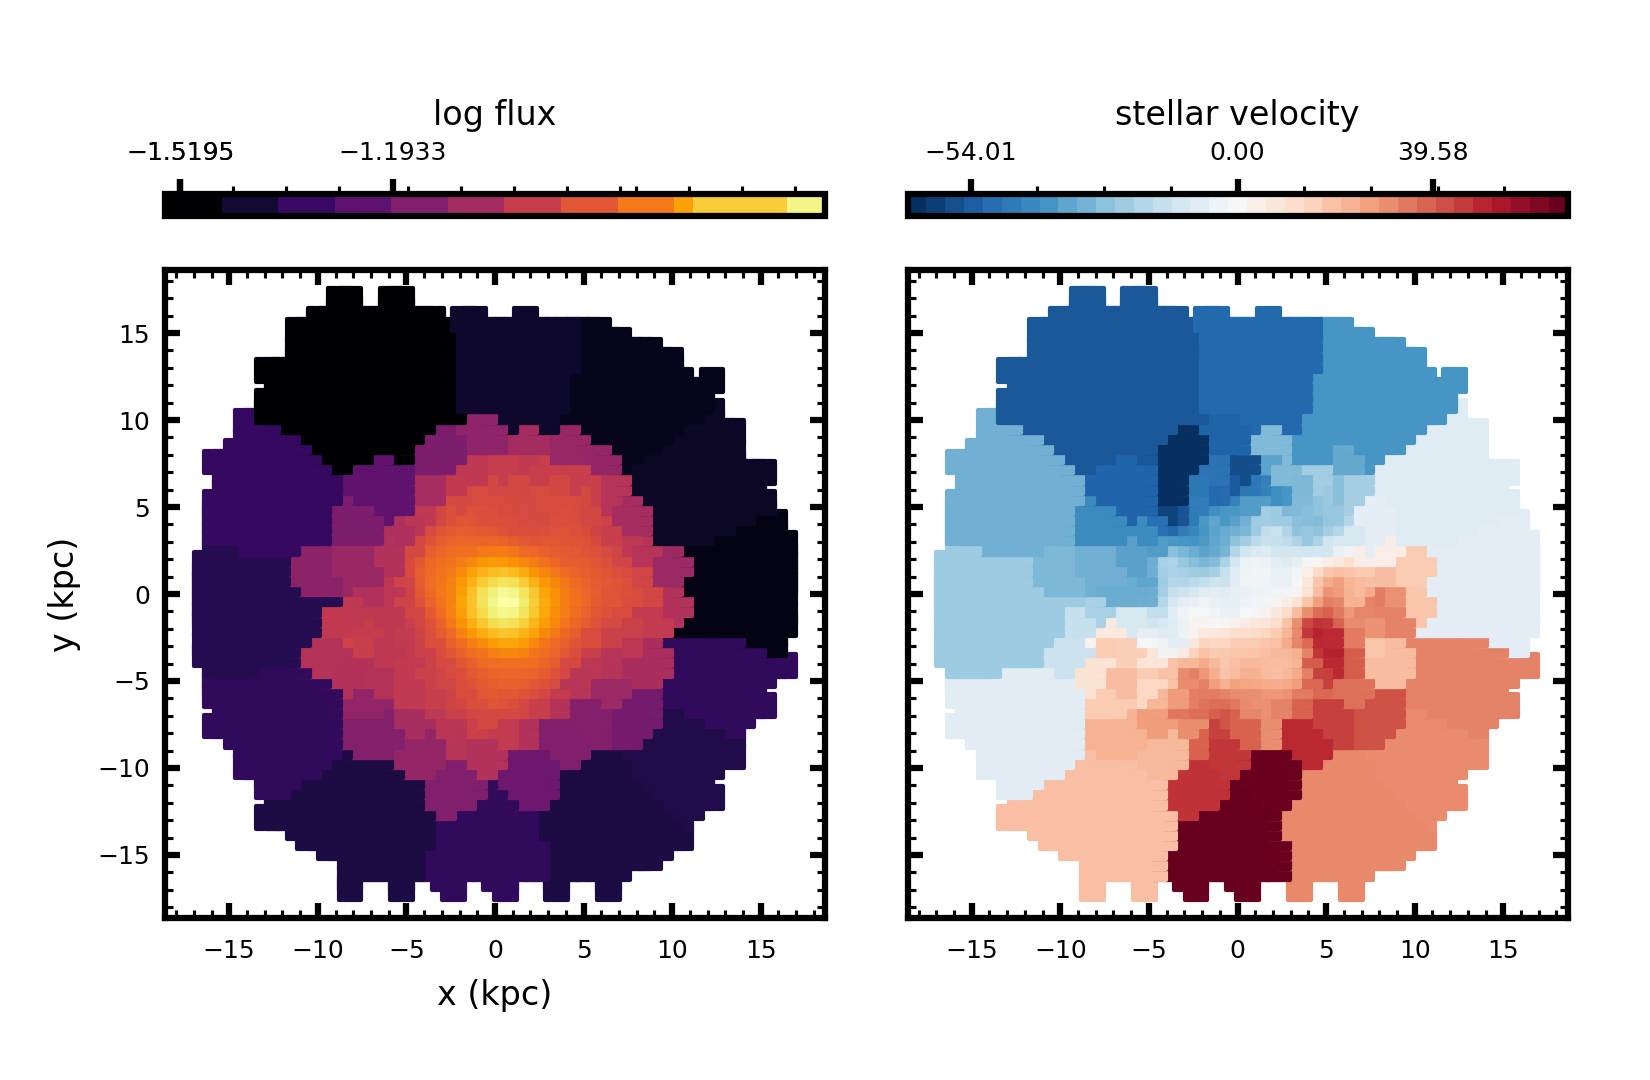 log flux
stellar velocity
−1.5195 −1.1933
−54.01 0.00 39.58
15
10
5
0
−5
−10
−15
y (kpc)
−15 −10 −5 0 5 10 15
−15 −10 −5 0 5 10 15
x (kpc)